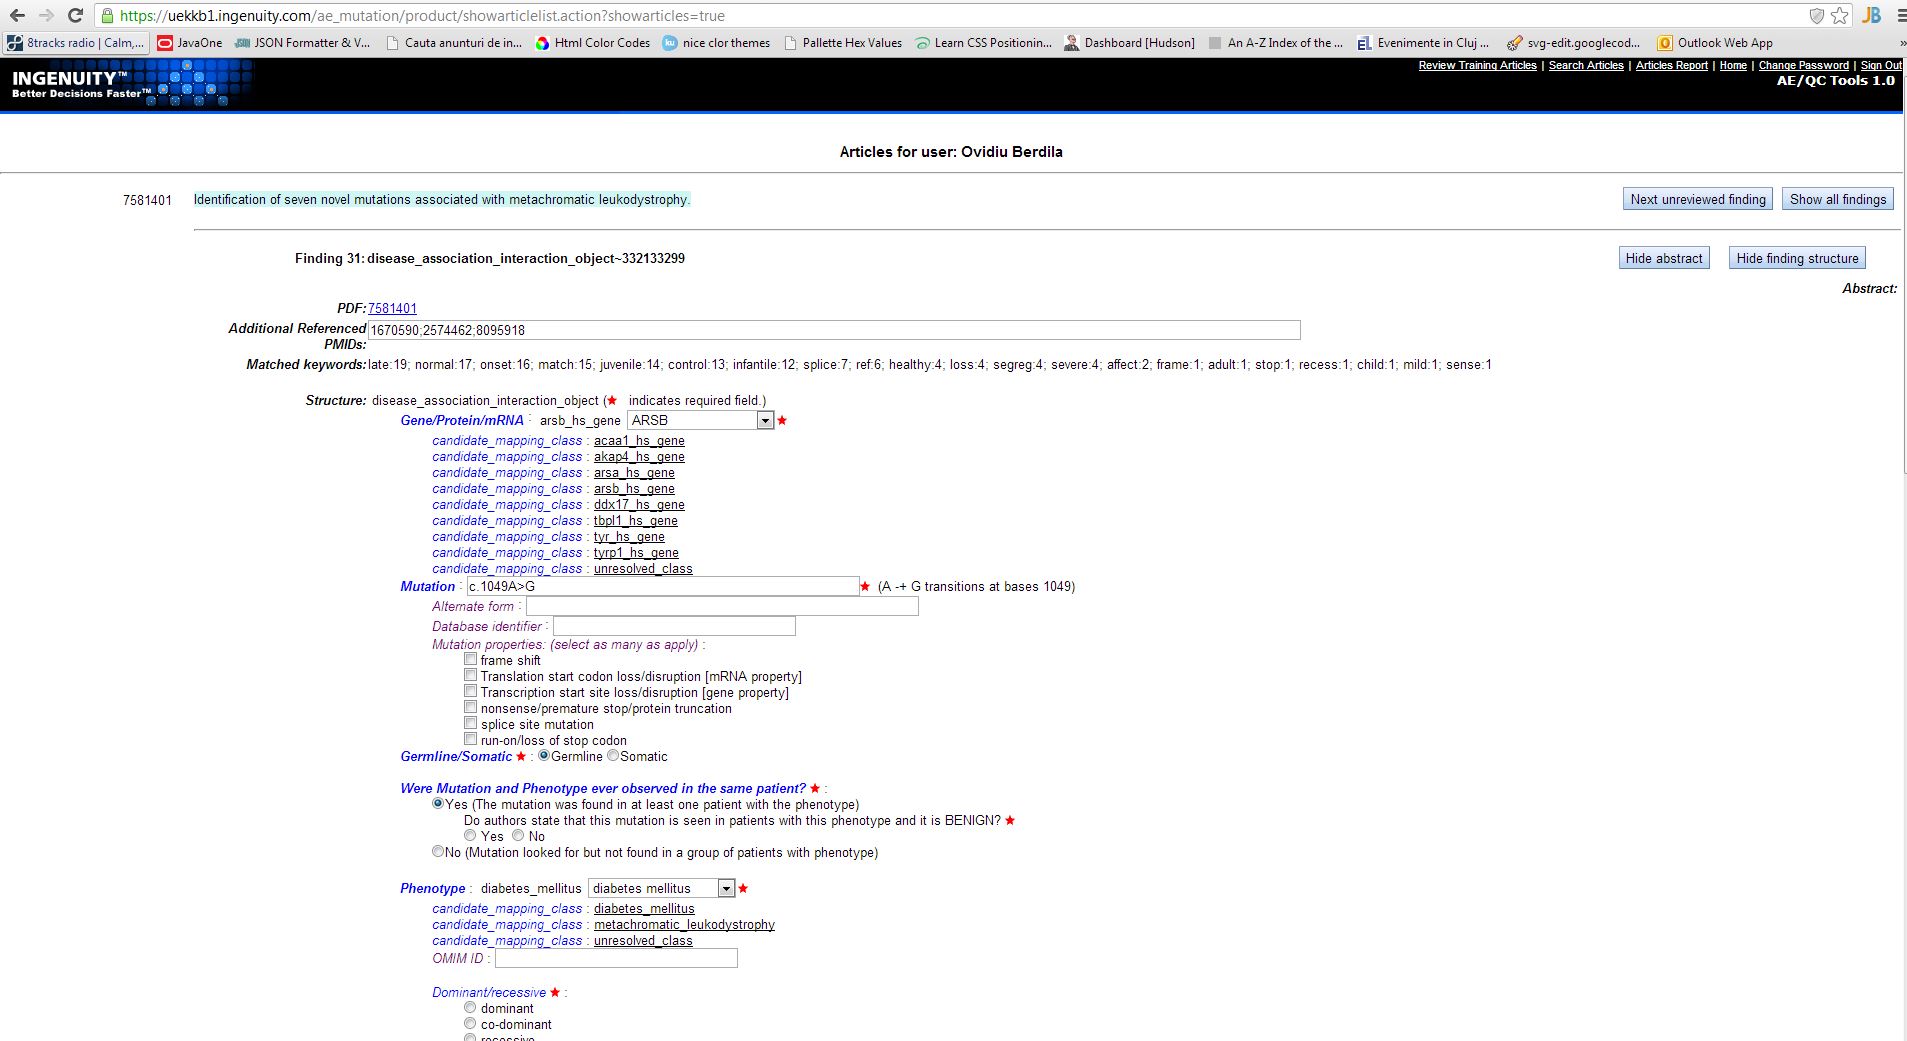 https://uekkb1.ingenuity.com/ae_mutation/product/showarticlelist.action?showarticles=true
8tracks radio | Calm,... JavaOne JSON Formatter & V... Cauta anunturi de in... Html Color Codes nice clor themes Pallette Hex Values Learn CSS Positionin... Dashboard [Hudson] An A-Z Index of the ... Evenimente in Cluj ... svg-edit.googlecod... Outlook Web App »
Review Training Articles | Search Articles | Articles Report | Home | Change Password | Sign Out
INGENUITY™
Better Decisions Faster™
AE/QC Tools 1.0
Articles for user: Ovidiu Berdila
7581401 Identification of seven novel mutations associated with metachromatic leukodystrophy. Next unreviewed finding Show all findings
Finding 31: disease_association_interaction_object~332133299 Hide abstract Hide finding structure
Abstract:
PDF: 7581401
Additional Referenced PMIDs: 1670590;2574462;8095918
Matched keywords: late:19; normal:17; onset:16; match:15; juvenile:14; control:13; infantile:12; splice:7; ref:6; healthy:4; loss:4; segreg:4; severe:4; affect:2; frame:1; adult:1; stop:1; recess:1; child:1; mild:1; sense:1
Structure: disease_association_interaction_object (★ indicates required field.)
Gene/Protein/mRNA : arsb_hs_gene ARSB ★
candidate_mapping_class : acaa1_hs_gene
candidate_mapping_class : akap4_hs_gene
candidate_mapping_class : arsa_hs_gene
candidate_mapping_class : arsb_hs_gene
candidate_mapping_class : ddx17_hs_gene
candidate_mapping_class : tbpl1_hs_gene
candidate_mapping_class : tyr_hs_gene
candidate_mapping_class : tyrp1_hs_gene
candidate_mapping_class : unresolved_class
Mutation : c.1049A>G ★ (A -+ G transitions at bases 1049)
Alternate form :
Database identifier :
Mutation properties: (select as many as apply) :
frame shift
Translation start codon loss/disruption [mRNA property]
Transcription start site loss/disruption [gene property]
nonsense/premature stop/protein truncation
splice site mutation
run-on/loss of stop codon
Germline/Somatic ★ : Germline Somatic
Were Mutation and Phenotype ever observed in the same patient? ★ :
Yes (The mutation was found in at least one patient with the phenotype)
Do authors state that this mutation is seen in patients with this phenotype and it is BENIGN? ★
Yes No
No (Mutation looked for but not found in a group of patients with phenotype)
Phenotype : diabetes_mellitus diabetes mellitus ★
candidate_mapping_class : diabetes_mellitus
candidate_mapping_class : metachromatic_leukodystrophy
candidate_mapping_class : unresolved_class
OMIM ID :
Dominant/recessive ★ :
dominant
co-dominant
recessive